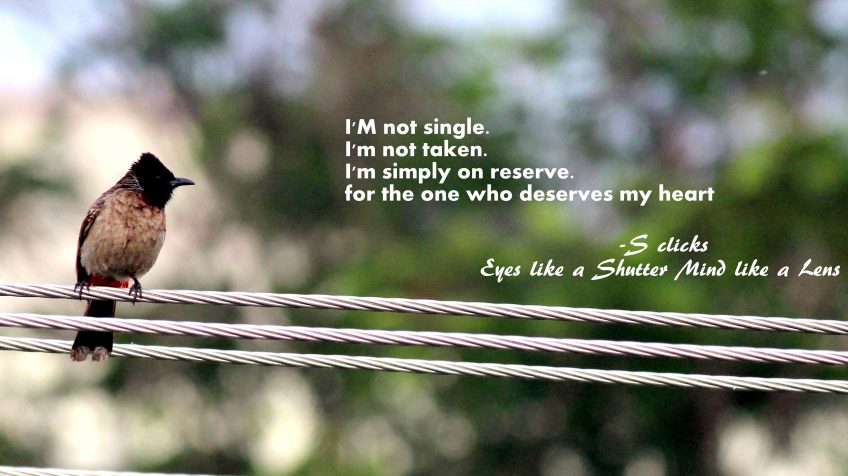 I'M not single.
I'm not taken.
I'm simply on reserve.
for the one who deserves my heart
-S clicks
Eyes like a Shutter Mind like a Lens